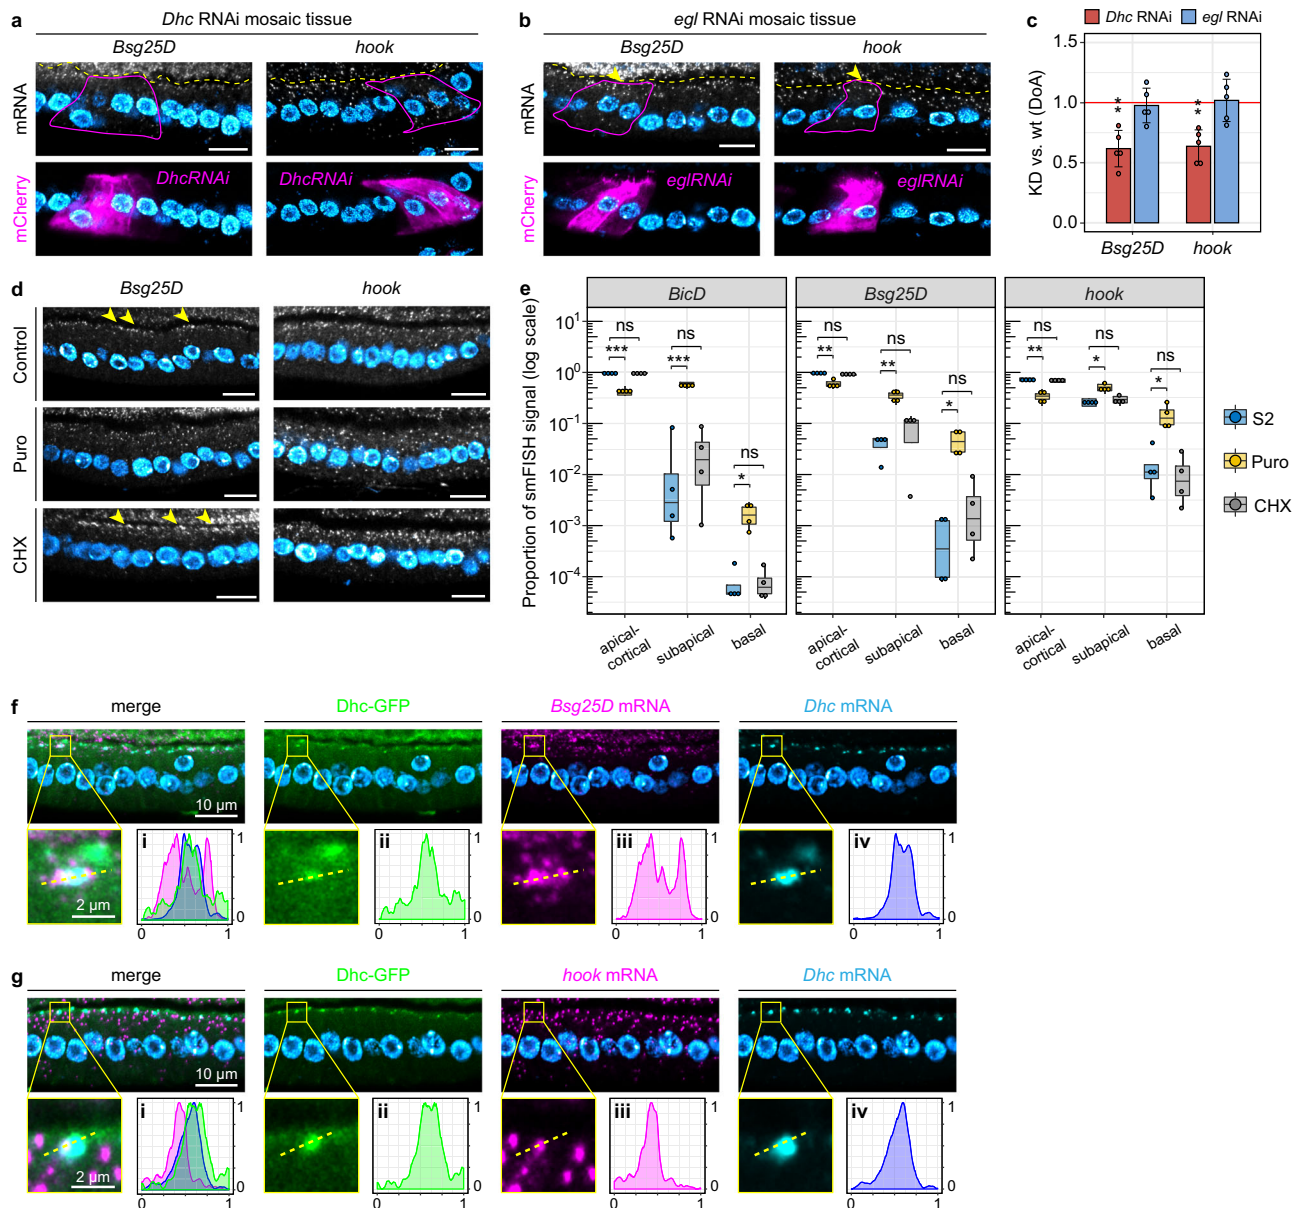 a
Dhc RNAi mosaic tissue
Bsg25D
hook
mRNA
mCherry
DhcRNAi
DhcRNAi
b
egl RNAi mosaic tissue
Bsg25D
hook
eglRNAi
eglRNAi
c
Dhc RNAi
egl RNAi
KD vs. wt (DoA)
1.5
1.0
0.5
0.0
**
**
Bsg25D
hook
d
Bsg25D
hook
Control
Puro
CHX
e
BicD
Bsg25D
hook
Proportion of smFISH signal (log scale)
10¹
10⁰
10⁻¹
10⁻²
10⁻³
10⁻⁴
ns
***
ns
***
ns
*
ns
**
ns
**
ns
*
ns
**
ns
*
ns
*
apical-cortical
subapical
basal
apical-cortical
subapical
basal
apical-cortical
subapical
basal
S2
Puro
CHX
f
merge
Dhc-GFP
Bsg25D mRNA
Dhc mRNA
10 µm
2 µm
i
1
0
0
1
ii
1
0
0
1
iii
1
0
0
1
iv
1
0
0
1
g
merge
Dhc-GFP
hook mRNA
Dhc mRNA
10 µm
2 µm
i
1
0
0
1
ii
1
0
0
1
iii
1
0
0
1
iv
1
0
0
1